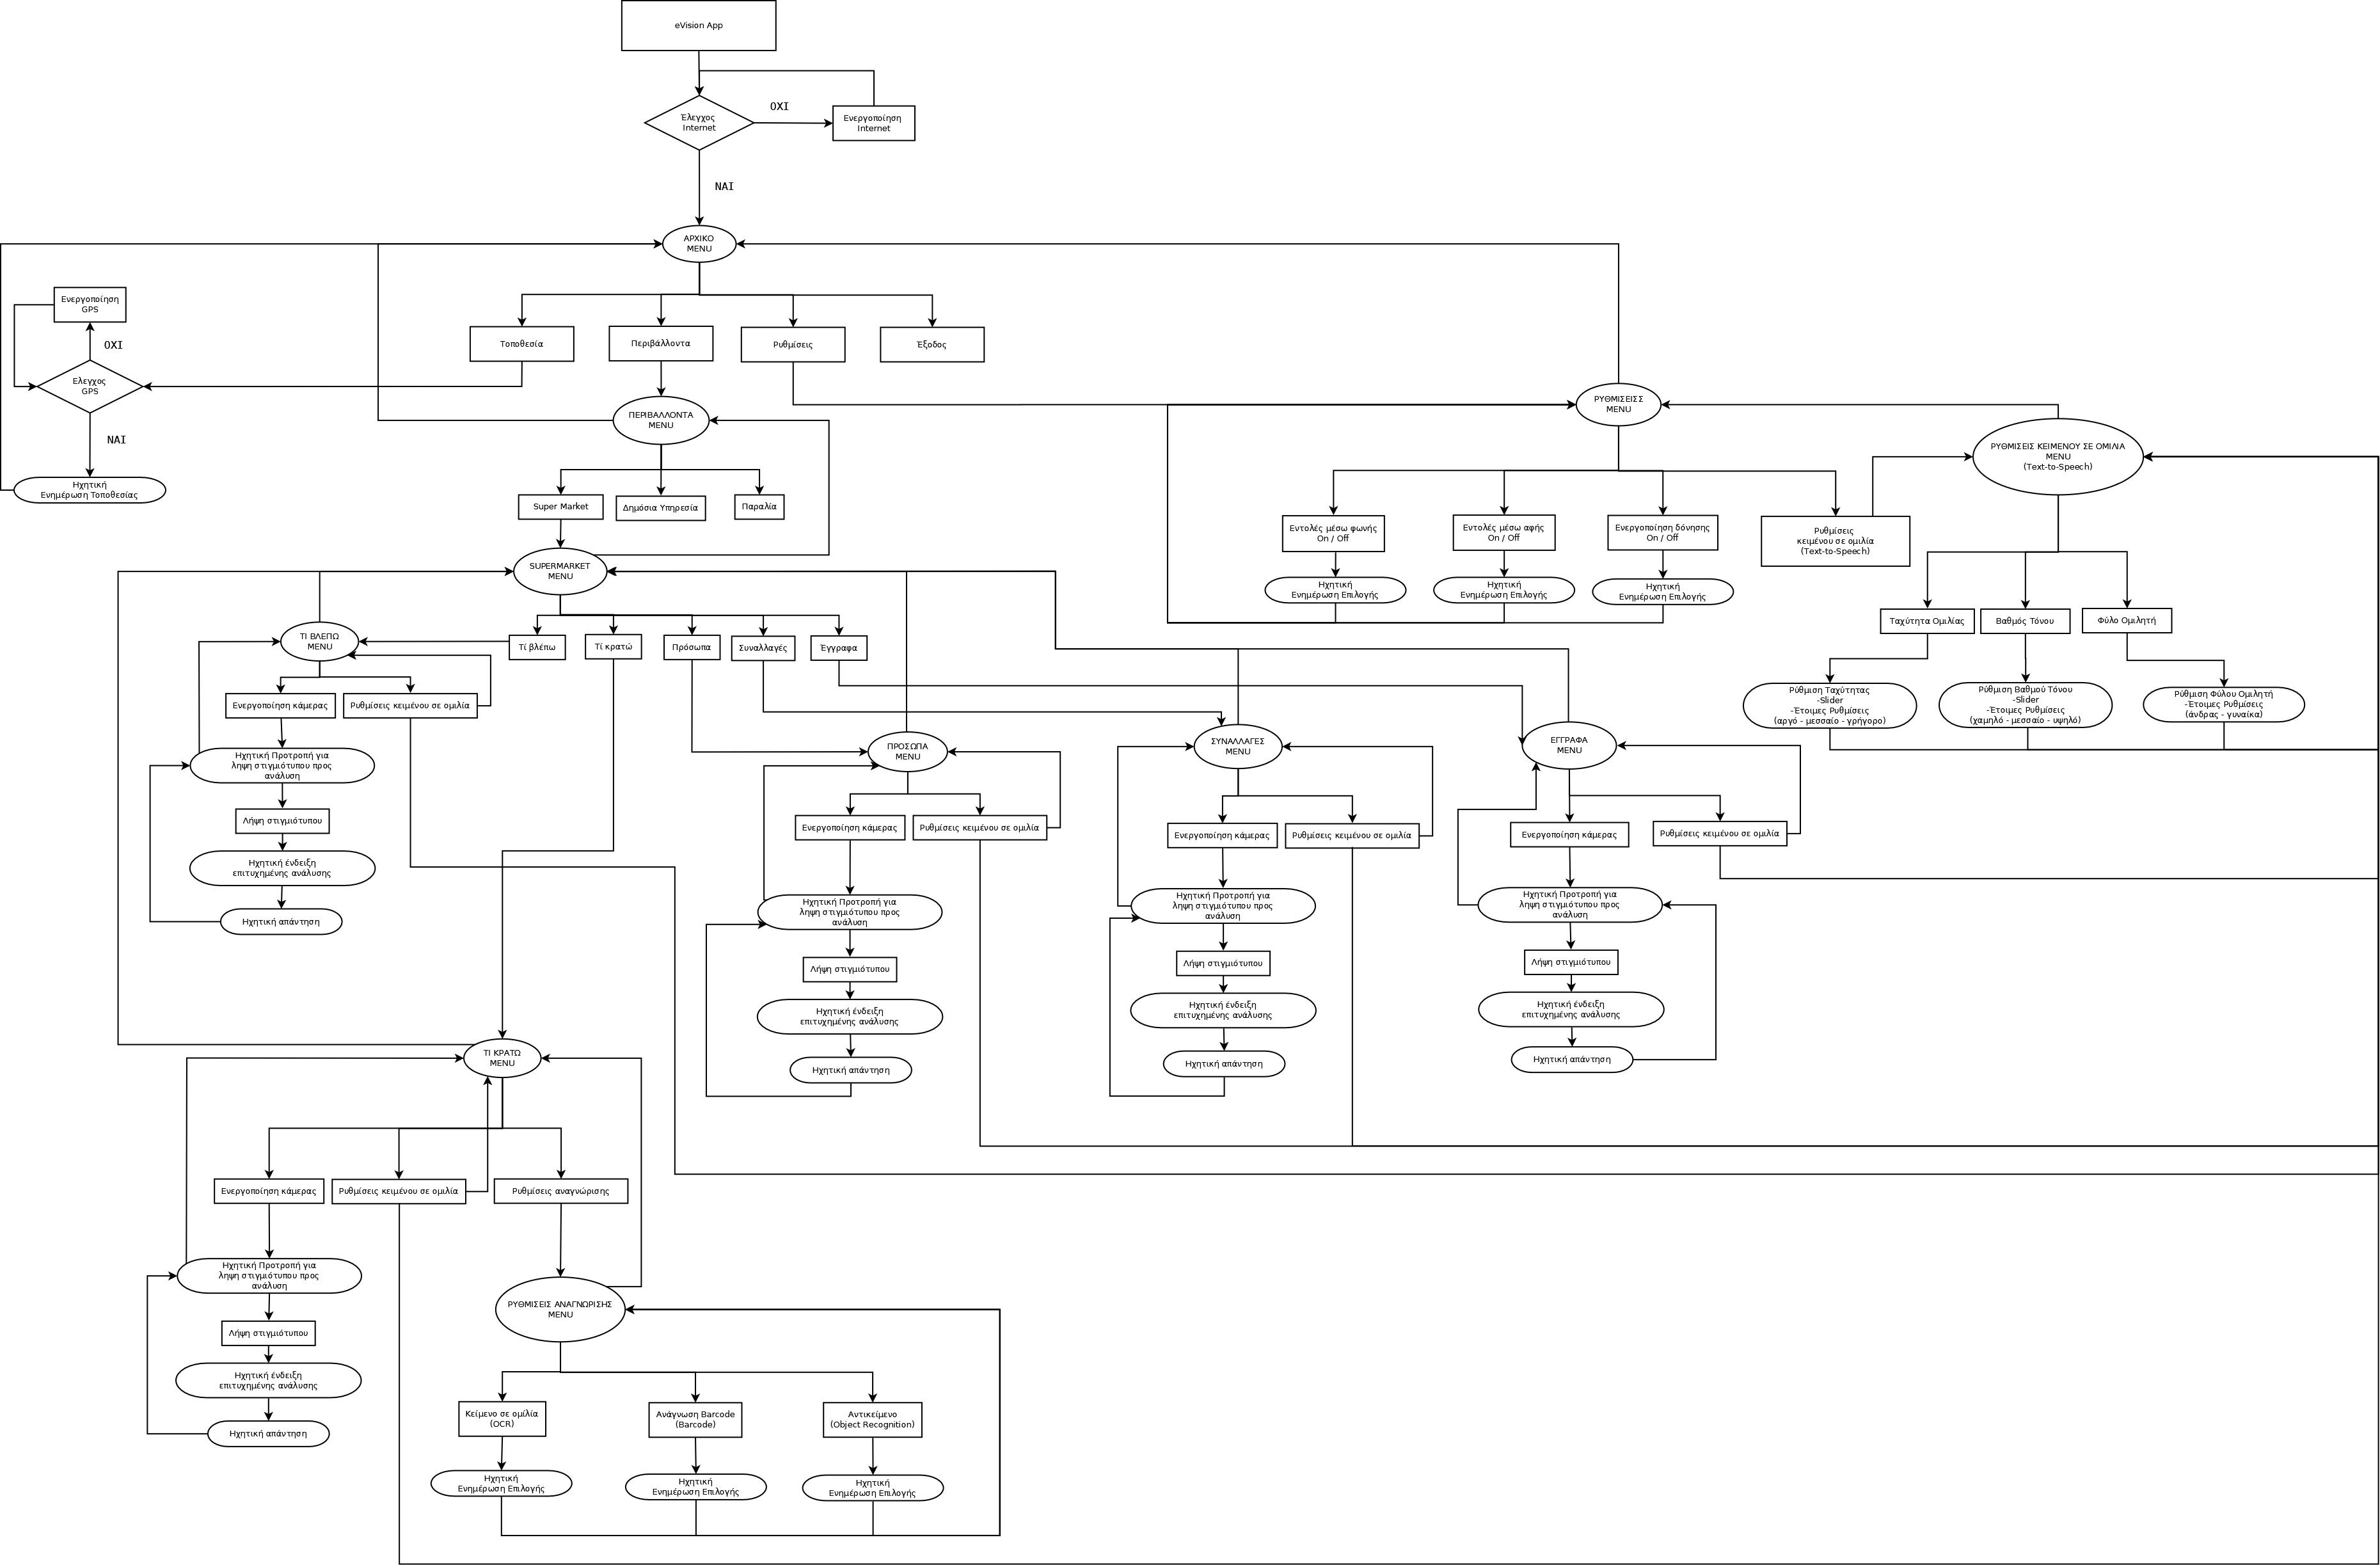 eVision App
Έλεγχος
Internet
ΟΧΙ
Ενεργοποίηση
Internet
ΝΑΙ
ΑΡΧΙΚΟ
MENU
Ενεργοποίηση
GPS
ΟΧΙ
Ελεγχος
GPS
ΝΑΙ
Ηχητική
Ενημέρωση Τοποθεσίας
Τοποθεσία
Περιβάλλοντα
Ρυθμίσεις
Έξοδος
ΠΕΡΙΒΑΛΛΟΝΤΑ
MENU
Super Market
Δημόσια Υπηρεσία
Παραλία
ΡΥΘΜΙΣΕΙΣΣ
MENU
ΡΥΘΜΙΣΕΙΣ ΚΕΙΜΕΝΟΥ ΣΕ ΟΜΙΛΙΑ
MENU
(Text-to-Speech)
Εντολές μέσω φωνής
On / Off
Εντολές μέσω αφής
On / Off
Ενεργοποίηση δόνησης
On / Off
Ρυθμίσεις
κειμένου σε ομιλία
(Text-to-Speech)
Ηχητική
Ενημέρωση Επιλογής
Ηχητική
Ενημέρωση Επιλογής
Ηχητική
Ενημέρωση Επιλογής
Ταχύτητα Ομιλίας
Βαθμός Τόνου
Φύλο Ομιλητή
Ρύθμιση Ταχύτητας
-Slider
-Έτοιμες Ρυθμίσεις
(αργό - μεσσαίο - γρήγορο)
Ρύθμιση Βαθμού Τόνου
-Slider
-Έτοιμες Ρυθμίσεις
(χαμηλό - μεσσαίο - υψηλό)
Ρύθμιση Φύλου Ομιλητή
-Έτοιμες Ρυθμίσεις
(άνδρας - γυναίκα)
SUPERMARKET
MENU
Τί βλέπω
Τί κρατώ
Πρόσωπα
Συναλλαγές
Έγγραφα
ΤΙ ΒΛΕΠΩ
MENU
Ενεργοποίηση κάμερας
Ρυθμίσεις κειμένου σε ομιλία
Ηχητική Προτροπή για
λήψη στιγμιότυπου προς
ανάλυση
Λήψη στιγμιότυπου
Ηχητική ένδειξη
επιτυχημένης ανάλυσης
Ηχητική απάντηση
ΠΡΟΣΩΠΑ
MENU
Ενεργοποίηση κάμερας
Ρυθμίσεις κειμένου σε ομιλία
Ηχητική Προτροπή για
λήψη στιγμιότυπου προς
ανάλυση
Λήψη στιγμιότυπου
Ηχητική ένδειξη
επιτυχημένης ανάλυσης
Ηχητική απάντηση
ΣΥΝΑΛΛΑΓΕΣ
MENU
Ενεργοποίηση κάμερας
Ρυθμίσεις κειμένου σε ομιλία
Ηχητική Προτροπή για
λήψη στιγμιότυπου προς
ανάλυση
Λήψη στιγμιότυπου
Ηχητική ένδειξη
επιτυχημένης ανάλυσης
Ηχητική απάντηση
ΕΓΓΡΑΦΑ
MENU
Ενεργοποίηση κάμερας
Ρυθμίσεις κειμένου σε ομιλία
Ηχητική Προτροπή για
λήψη στιγμιότυπου προς
ανάλυση
Λήψη στιγμιότυπου
Ηχητική ένδειξη
επιτυχημένης ανάλυσης
Ηχητική απάντηση
ΤΙ ΚΡΑΤΩ
MENU
Ενεργοποίηση κάμερας
Ρυθμίσεις κειμένου σε ομιλία
Ρυθμίσεις αναγνώρισης
Ηχητική Προτροπή για
λήψη στιγμιότυπου προς
ανάλυση
Λήψη στιγμιότυπου
Ηχητική ένδειξη
επιτυχημένης ανάλυσης
Ηχητική απάντηση
ΡΥΘΜΙΣΕΙΣ ΑΝΑΓΝΩΡΙΣΗΣ
MENU
Κείμενο σε ομίλία
(OCR)
Ανάγνωση Barcode
(Barcode)
Αντικείμενο
(Object Recognition)
Ηχητική
Ενημέρωση Επιλογής
Ηχητική
Ενημέρωση Επιλογής
Ηχητική
Ενημέρωση Επιλογής